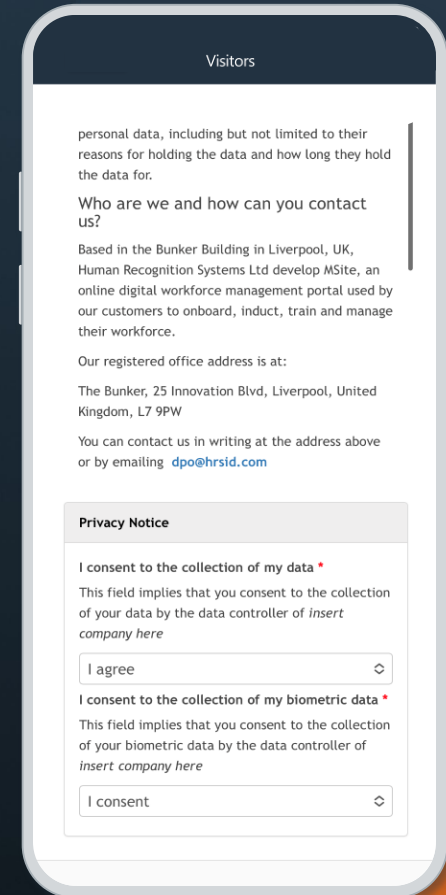 Visitors
personal data, including but not limited to their
reasons for holding the data and how long they hold
the data for.
Who are we and how can you contact
us?
Based in the Bunker Building in Liverpool, UK,
Human Recognition Systems Ltd develop MSite, an
online digital workforce management portal used by
our customers to onboard, induct, train and manage
their workforce.
Our registered office address is at:
The Bunker, 25 Innovation Blvd, Liverpool, United
Kingdom, L7 9PW
You can contact us in writing at the address above
or by emailing dpo@hrsid.com
Privacy Notice
I consent to the collection of my data *
This field implies that you consent to the collection
of your data by the data controller of insert
company here
I agree
I consent to the collection of my biometric data *
This field implies that you consent to the collection
of your biometric data by the data controller of
insert company here
I consent